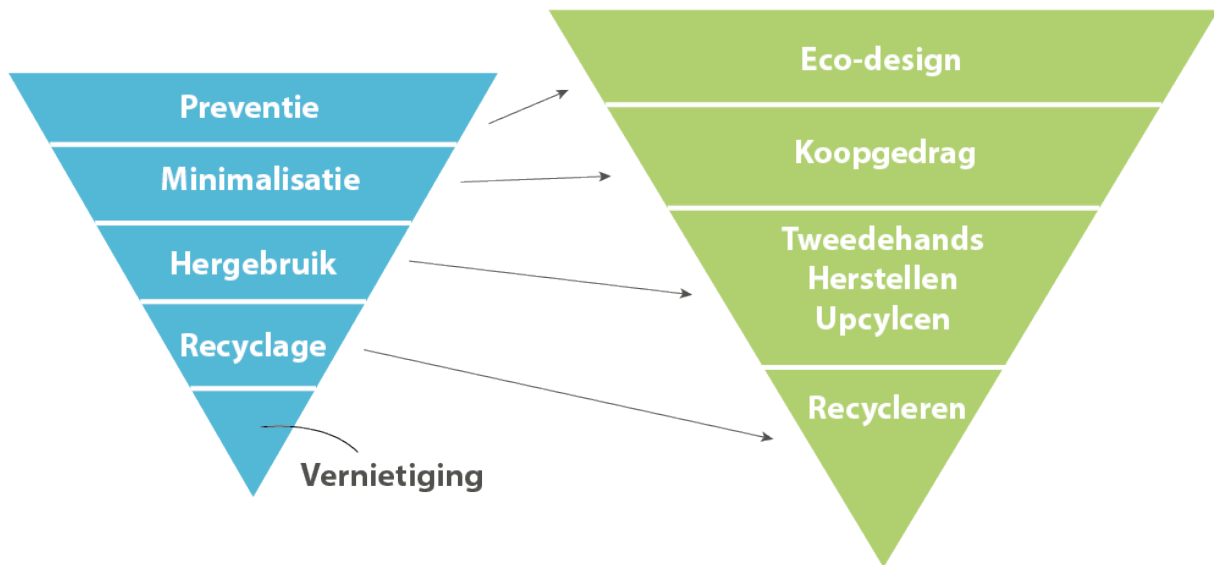 Preventie
Minimalisatie
Hergebruik
Recyclage
Vernietiging
Eco-design
Koopgedrag
Tweedehands
Herstellen
Upcylcen
Recycleren